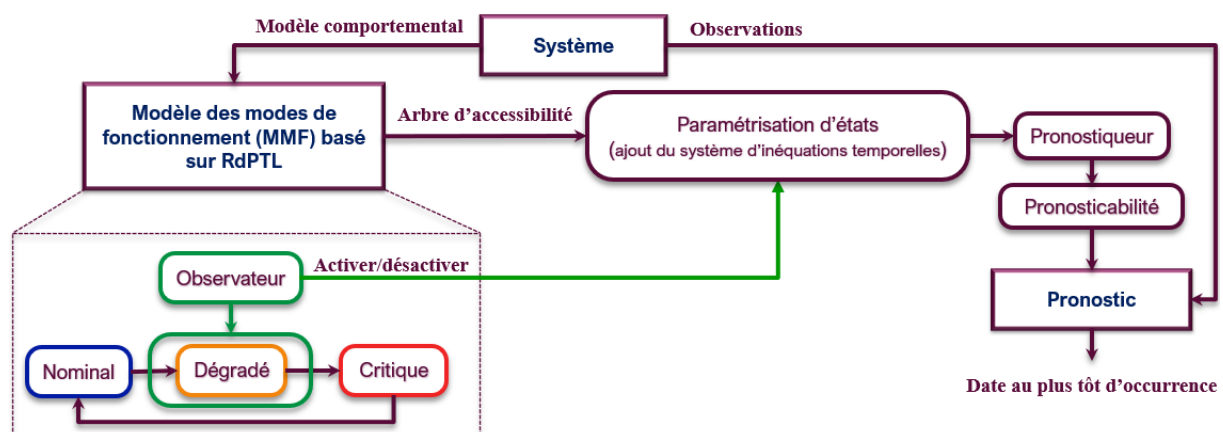 Modèle comportemental
Système
Observations
Modèle des modes de
fonctionnement (MMF) basé
sur RdPTL
Arbre d’accessibilité
Paramétrisation d’états
(ajout du système d’inéquations temporelles)
Pronostiqueur
Pronosticabilité
Observateur
Activer/désactiver
Pronostic
Nominal
Dégradé
Critique
Date au plus tôt d’occurrence